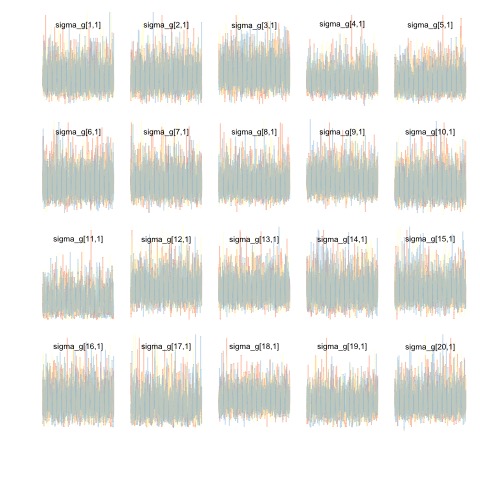 sigma_g[1,1] sigma_g[2,1] sigma_g[3,1] sigma_g[4,1] sigma_g[5,1]
sigma_g[6,1] sigma_g[7,1] sigma_g[8,1] sigma_g[9,1] sigma_g[10,1]
sigma_g[11,1] sigma_g[12,1] sigma_g[13,1] sigma_g[14,1] sigma_g[15,1]
sigma_g[16,1] sigma_g[17,1] sigma_g[18,1] sigma_g[19,1] sigma_g[20,1]